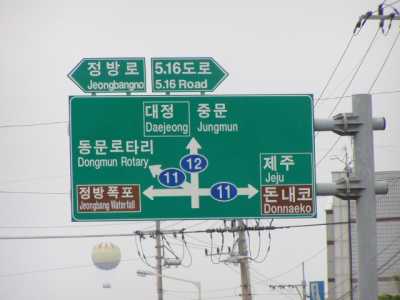 정방로
Jeongbangno
5.16도로
5.16 Road
대정 중문
Daejeong Jungmun
동문로타리
Dongmun Rotary
12
11
11
제주
Jeju
정방폭포
Jeongbang Waterfall
돈내코
Donnaeko